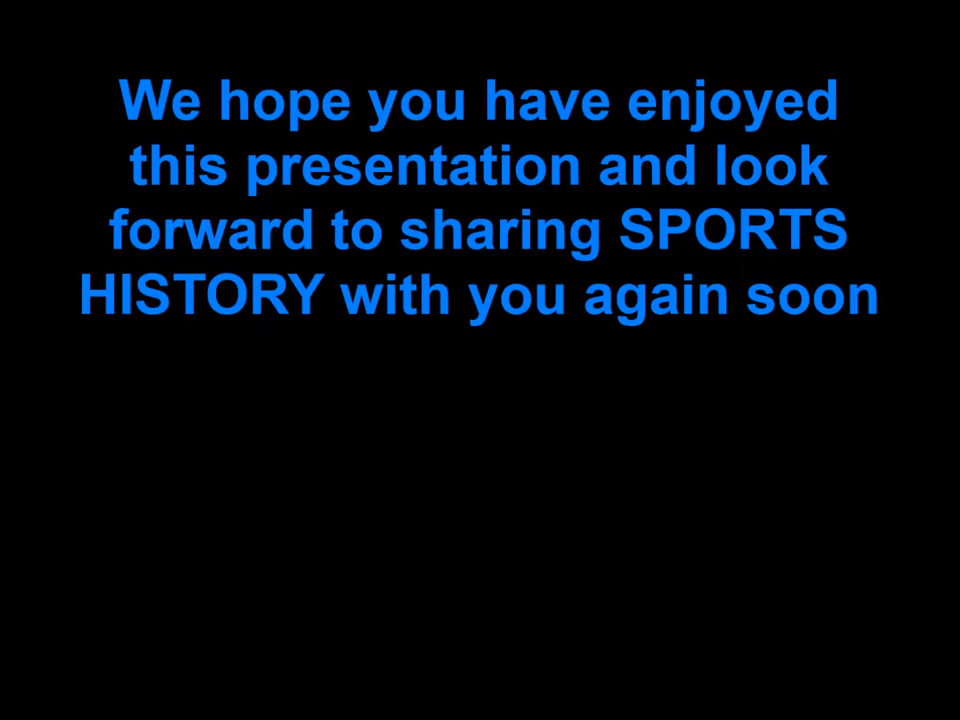 We hope you have enjoyed
this presentation and look
forward to sharing SPORTS
HISTORY with you again soon